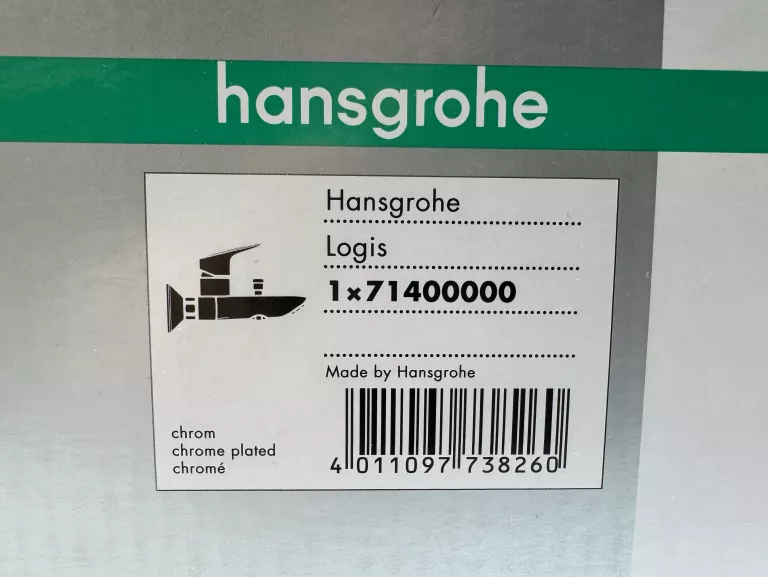 hansgrohe
Hansgrohe
Logis
1×71400000
Made by Hansgrohe
chrom
chrome plated
chromé
4 011097 738260